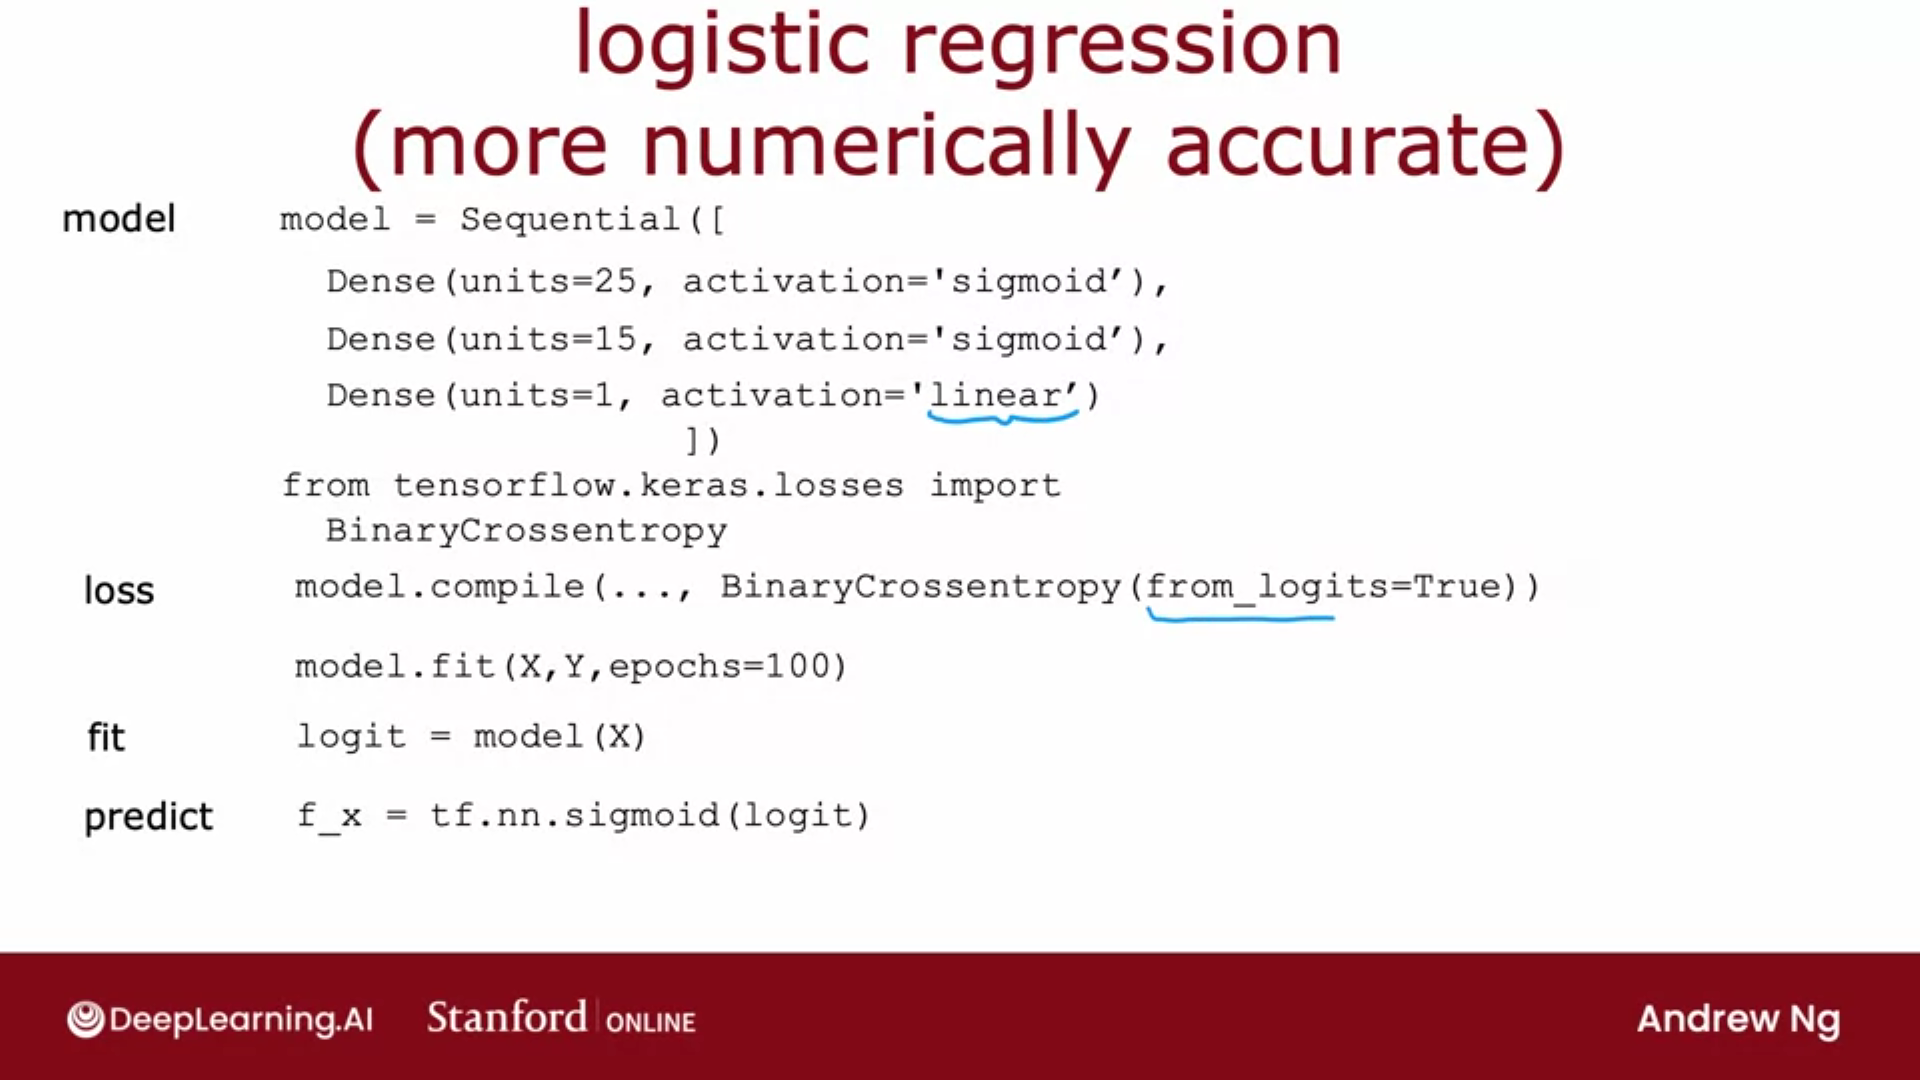 logistic regression
(more numerically accurate)
model model = Sequential([
Dense(units=25, activation='sigmoid’),
Dense(units=15, activation='sigmoid’),
Dense(units=1, activation='linear’)
])
from tensorflow.keras.losses import
BinaryCrossentropy
loss model.compile(..., BinaryCrossentropy(from_logits=True))
model.fit(X,Y,epochs=100)
fit logit = model(X)
predict f_x = tf.nn.sigmoid(logit)
DeepLearning.AI Stanford ONLINE Andrew Ng